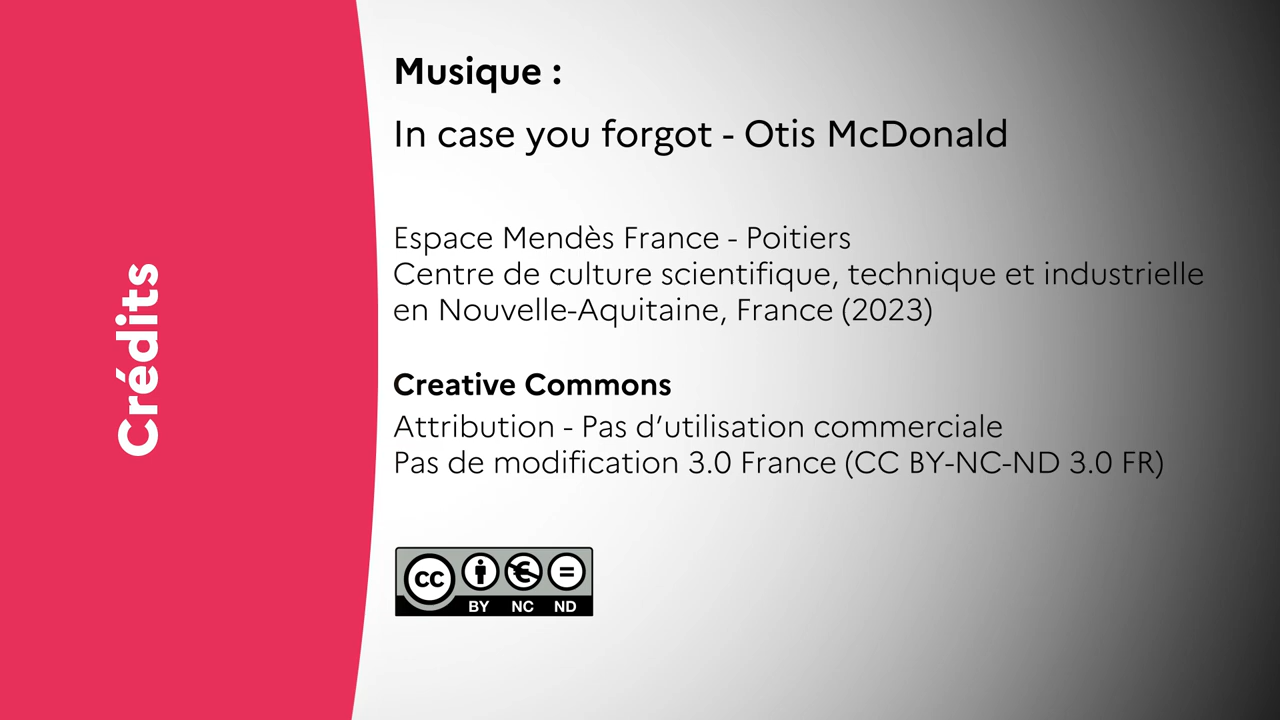 Crédits
Musique :
In case you forgot - Otis McDonald
Espace Mendès France - Poitiers
Centre de culture scientifique, technique et industrielle
en Nouvelle-Aquitaine, France (2023)
Creative Commons
Attribution - Pas d’utilisation commerciale
Pas de modification 3.0 France (CC BY-NC-ND 3.0 FR)
cc
BY NC ND